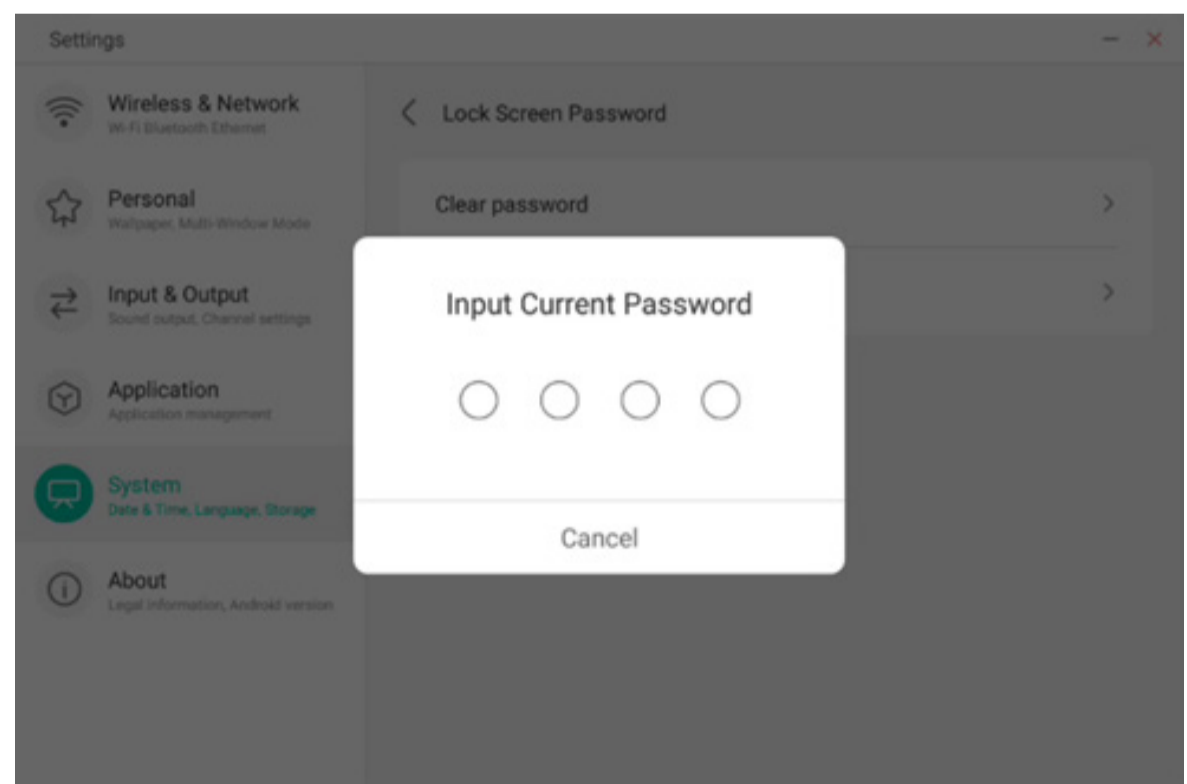 Settings
Wireless & Network
Wi-Fi Bluetooth Ethernet
Personal
Wallpaper, Multi-Window Mode
Input & Output
Sound output, Channel settings
Application
Application management
System
Date & Time, Language, Storage
About
Legal information, Android version
Lock Screen Password
Clear password
Input Current Password
Cancel